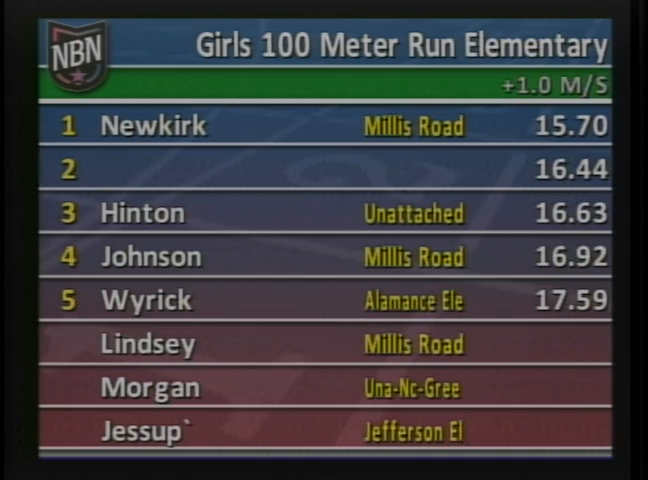 NBN Girls 100 Meter Run Elementary
+1.0 M/S
1 Newkirk Millis Road 15.70
2 16.44
3 Hinton Unattached 16.63
4 Johnson Millis Road 16.92
5 Wyrick Alamance Ele 17.59
Lindsey Millis Road
Morgan Una-Nc-Gree
Jessup` Jefferson El